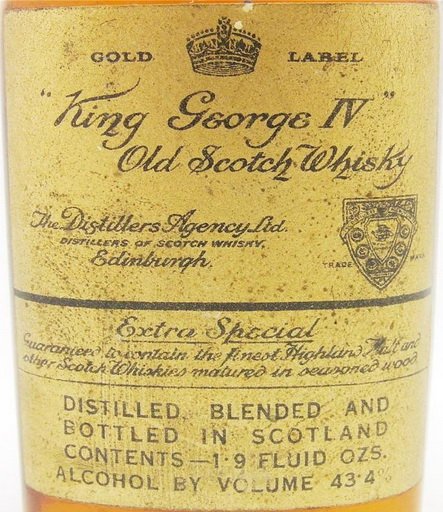 GOLD LABEL
"King George IV"
Old Scotch Whisky
The Distillers Agency, Ltd.
DISTILLERS OF SCOTCH WHISKY,
Edinburgh.
TRADE MARK
Extra Special
Guaranteed to contain the finest Highland Malt and
other Scotch Whiskies matured in seasoned wood.
DISTILLED, BLENDED AND
BOTTLED IN SCOTLAND
CONTENTS—1·9 FLUID OZS.
ALCOHOL BY VOLUME 43·4%